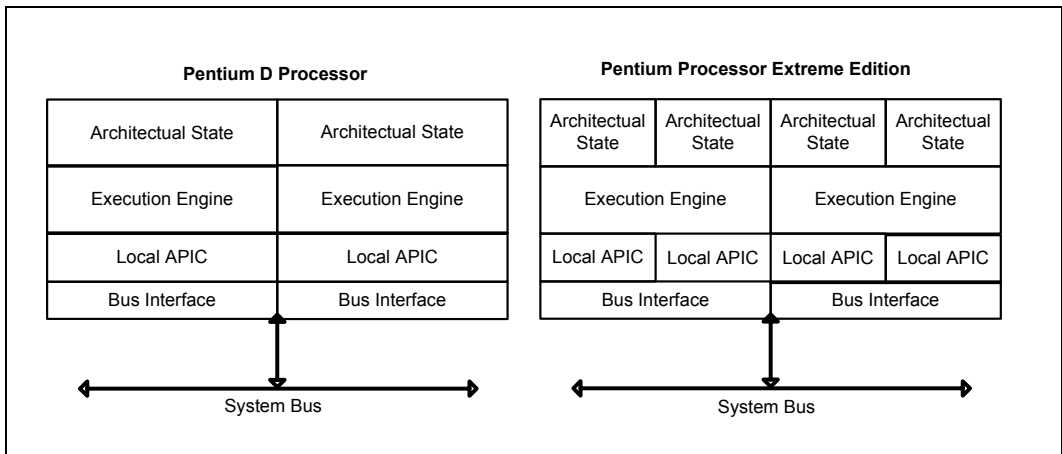 Pentium D Processor
Architectual State
Architectual State
Execution Engine
Execution Engine
Local APIC
Local APIC
Bus Interface
Bus Interface
System Bus
Pentium Processor Extreme Edition
Architectual
State
Architectual
State
Architectual
State
Architectual
State
Execution Engine
Execution Engine
Local APIC
Local APIC
Local APIC
Local APIC
Bus Interface
Bus Interface
System Bus